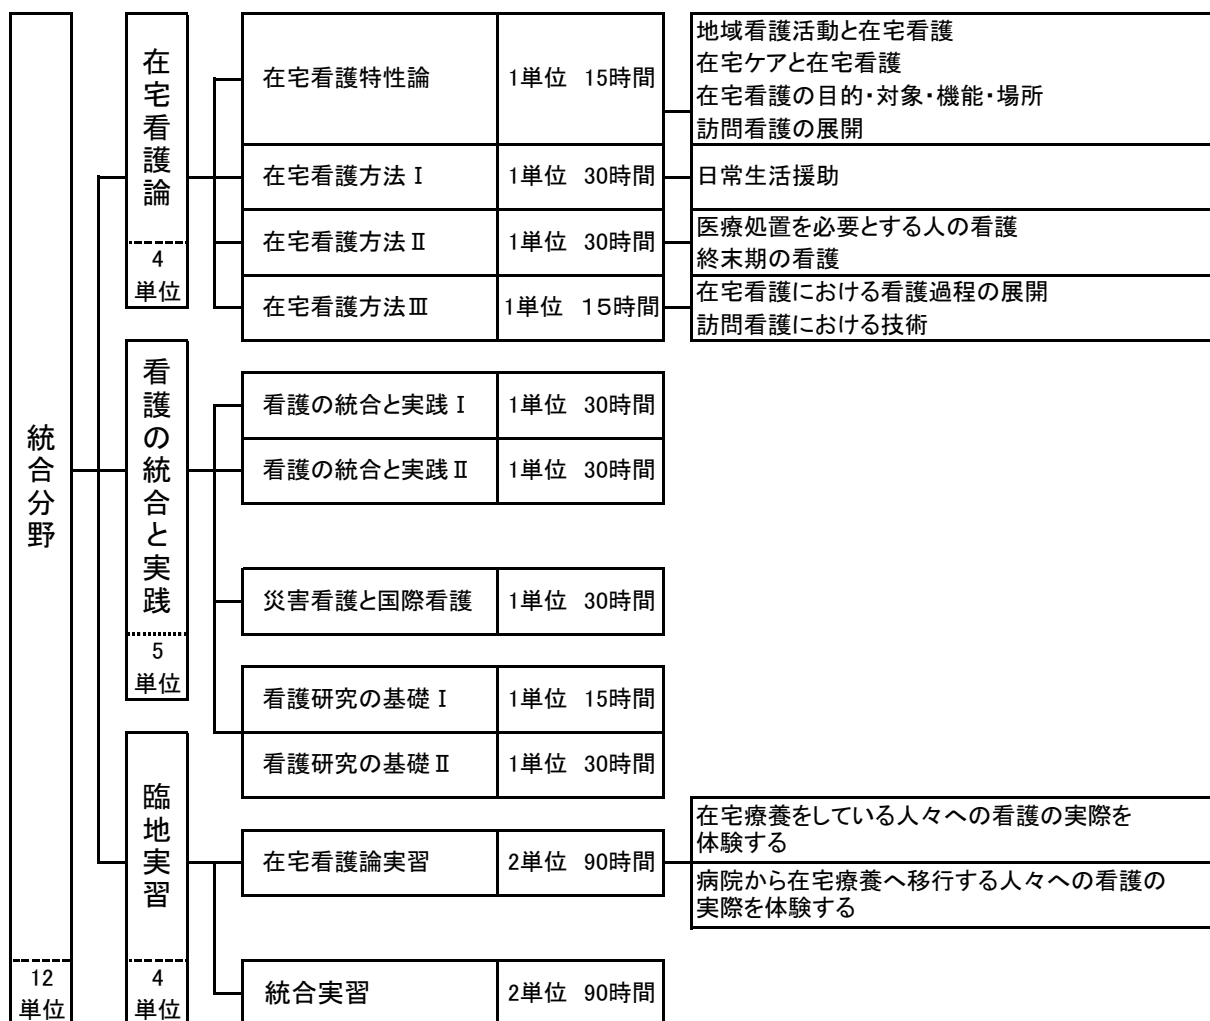 統合分野
12
単位
在宅看護論
4
単位
在宅看護特性論 1単位 15時間
地域看護活動と在宅看護
在宅ケアと在宅看護
在宅看護の目的・対象・機能・場所
訪問看護の展開
在宅看護方法Ⅰ 1単位 30時間
日常生活援助
在宅看護方法Ⅱ 1単位 30時間
医療処置を必要とする人の看護
終末期の看護
在宅看護方法Ⅲ 1単位 15時間
在宅看護における看護過程の展開
訪問看護における技術
看護の統合と実践
5
単位
看護の統合と実践Ⅰ 1単位 30時間
看護の統合と実践Ⅱ 1単位 30時間
災害看護と国際看護 1単位 30時間
看護研究の基礎Ⅰ 1単位 15時間
看護研究の基礎Ⅱ 1単位 30時間
臨地実習
4
単位
在宅看護論実習 2単位 90時間
在宅療養をしている人々への看護の実際を
体験する
病院から在宅療養へ移行する人々への看護の
実際を体験する
統合実習 2単位 90時間